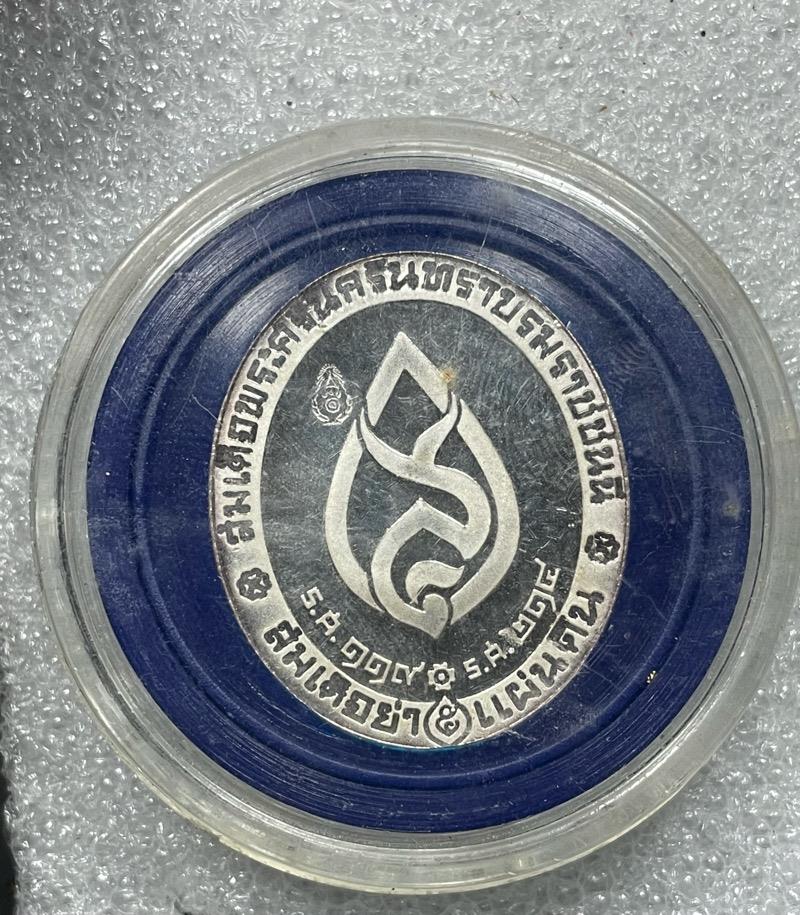 สมเด็จพระศรีนครินทราบรมราชชนนี
ร.ศ. ๑๑๙ ร.ศ. ๒๑๔
สมเด็จย่า ๕ แผ่นดิน